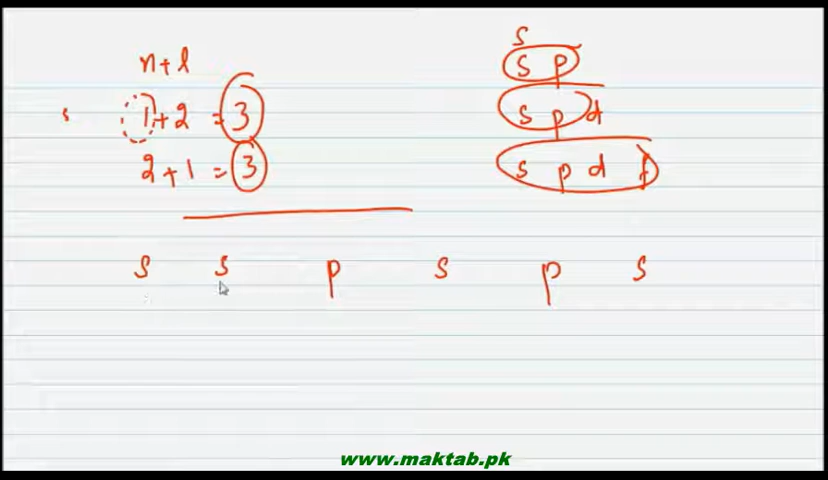 s
n+l s p
s 1+2 = 3 s p d
2+1 = 3 s p d f
s s p s p s
www.maktab.pk